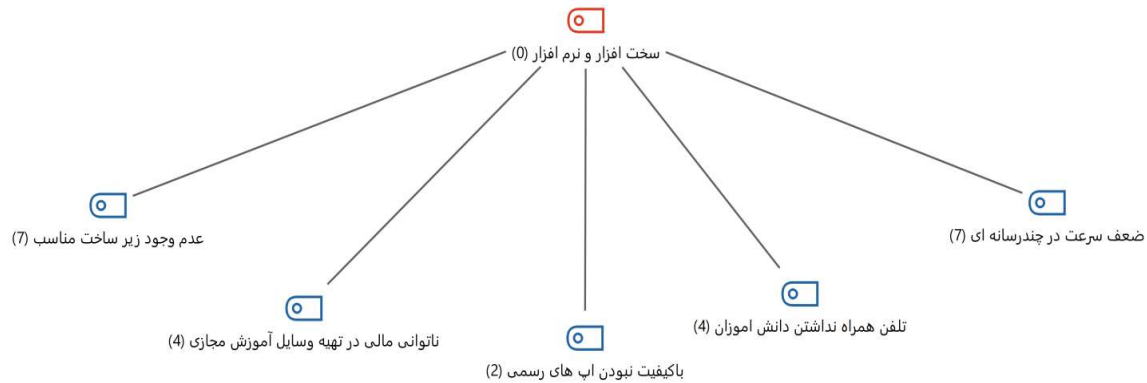 سخت افزار و نرم افزار (0)
ضعف سرعت در چندرسانه ای (7)
عدم وجود زیر ساخت مناسب (7)
تلفن همراه نداشتن دانش اموزان (4)
ناتوانی مالی در تهیه وسایل آموزش مجازی (4)
باکیفیت نبودن اپ های رسمی (2)